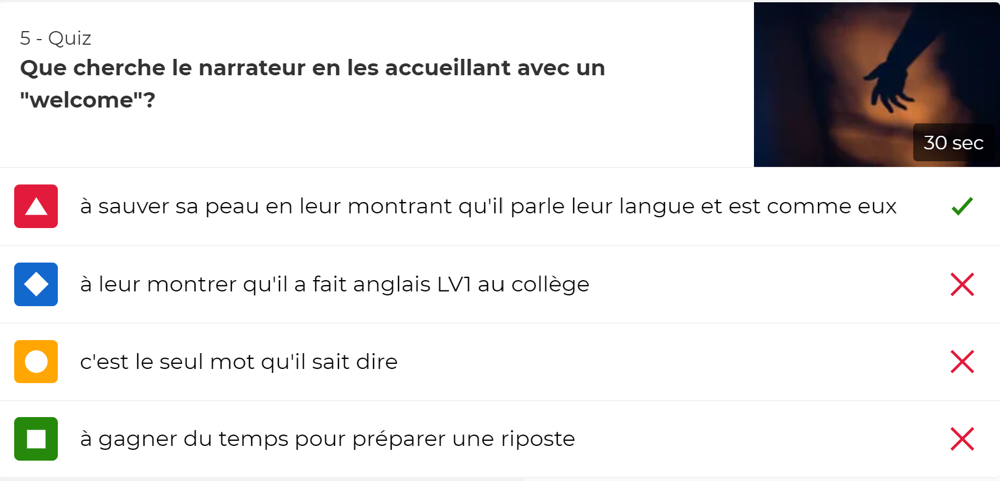 5 - Quiz
Que cherche le narrateur en les accueillant avec un
"welcome"?
30 sec
à sauver sa peau en leur montrant qu'il parle leur langue et est comme eux
à leur montrer qu'il a fait anglais LV1 au collège
c'est le seul mot qu'il sait dire
à gagner du temps pour préparer une riposte